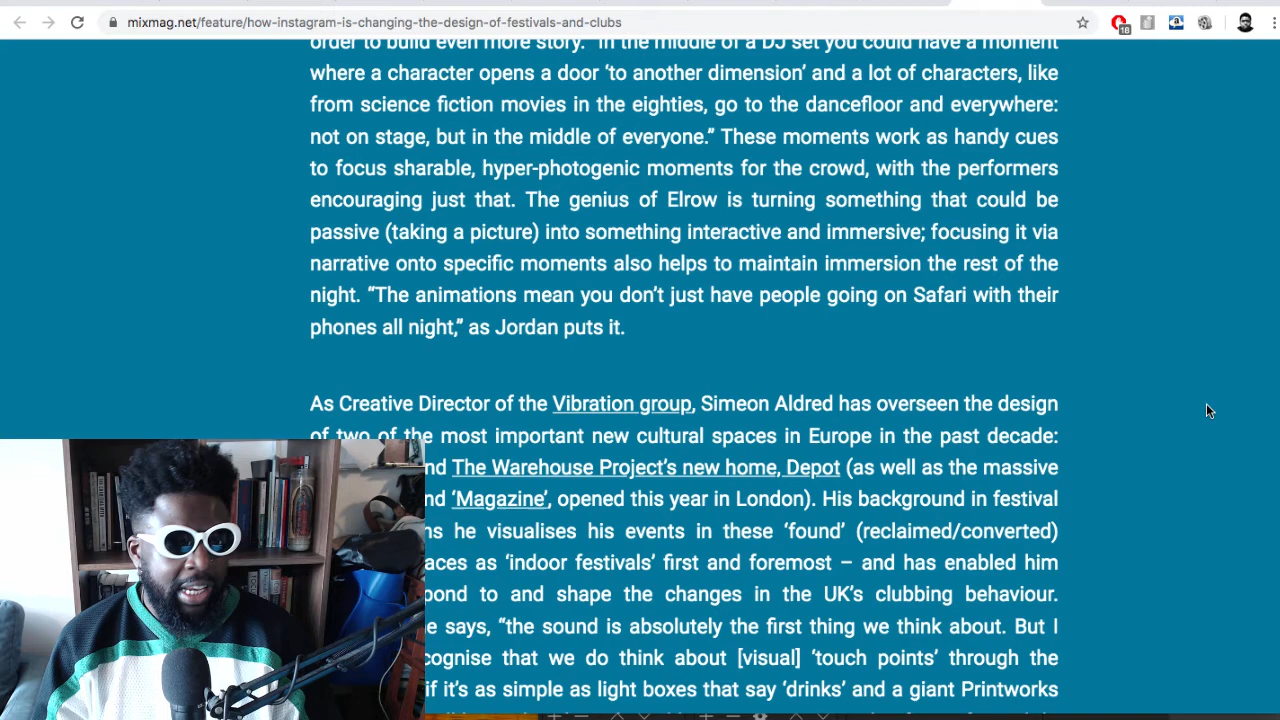 mixmag.net/feature/how-instagram-is-changing-the-design-of-festivals-and-clubs
18
order to build even more story. “In the middle of a DJ set you could have a moment
where a character opens a door ‘to another dimension’ and a lot of characters, like
from science fiction movies in the eighties, go to the dancefloor and everywhere:
not on stage, but in the middle of everyone.” These moments work as handy cues
to focus sharable, hyper-photogenic moments for the crowd, with the performers
encouraging just that. The genius of Elrow is turning something that could be
passive (taking a picture) into something interactive and immersive; focusing it via
narrative onto specific moments also helps to maintain immersion the rest of the
night. “The animations mean you don’t just have people going on Safari with their
phones all night,” as Jordan puts it.
As Creative Director of the Vibration group, Simeon Aldred has overseen the design
of two of the most important new cultural spaces in Europe in the past decade:
nd The Warehouse Project’s new home, Depot (as well as the massive
nd ‘Magazine’, opened this year in London). His background in festival
s he visualises his events in these ‘found’ (reclaimed/converted)
aces as ‘indoor festivals’ first and foremost – and has enabled him
pond to and shape the changes in the UK’s clubbing behaviour.
e says, “the sound is absolutely the first thing we think about. But I
cognise that we do think about [visual] ‘touch points’ through the
if it’s as simple as light boxes that say ‘drinks’ and a giant Printworks